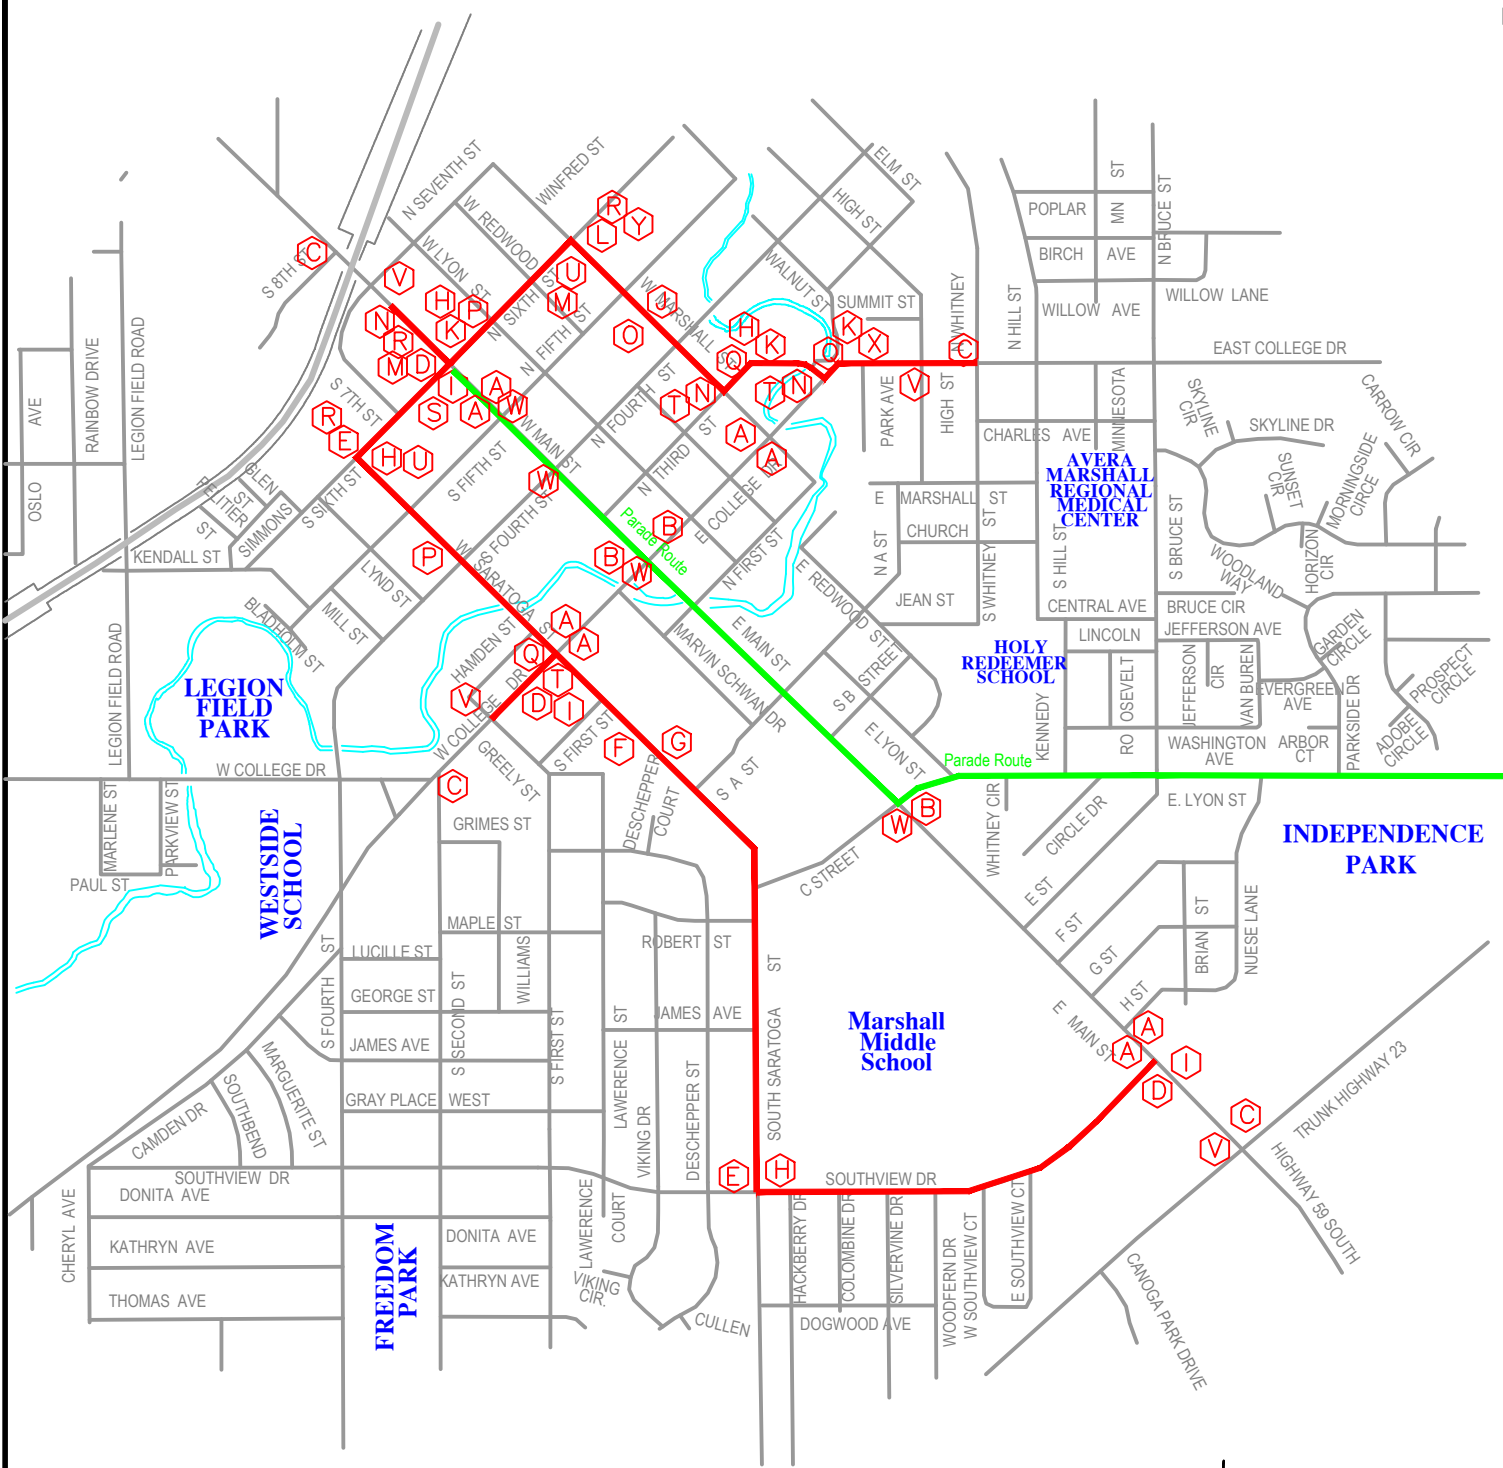 ELM ST
HIGH ST
WINFRED ST
N SEVENTH ST
W REDWOOD ST
W LYON ST
S 8TH ST
N SIXTH ST
N FIFTH ST
W MARSHALL ST
WALNUT ST
SUMMIT ST
N WHITNEY
N HILL ST
POPLAR
MN ST
BIRCH AVE
N BRUCE ST
WILLOW AVE
WILLOW LANE
EAST COLLEGE DR
R
Y
L
C
V
U
H
P
M
J
N
K
R
O
H
K
K
X
Q
Q
C
M
D
T
N
V
I
A
W
S
A
T
N
R
E
H
U
A
A
W
P
B
B
W
OSLO AVE
RAINBOW DRIVE
LEGION FIELD ROAD
S 7TH ST
GLEN ST
PELTIER ST
SIMMONS
S SIXTH ST
KENDALL ST
S FIFTH ST
W MAIN ST
N FOURTH ST
N THIRD ST
E COLLEGE DR
S FOURTH ST
Parade Route
N FIRST ST
PARK AVE
HIGH ST
CHARLES AVE
MINNESOTA
SKYLINE CIR
SKYLINE DR
CARROW CIR
SUNSET CIR
MORNINGSIDE CIRCE
AVERA
MARSHALL
REGIONAL
MEDICAL
CENTER
E MARSHALL ST
CHURCH ST
N A ST
JEAN ST
S WHITNEY
S HILL ST
S BRUCE ST
WOODLAND WAY
HORIZON CIR
CENTRAL AVE
BRUCE CIR
LINCOLN
JEFFERSON AVE
GARDEN CIRCLE
HOLY
REDEEMER
SCHOOL
E REDWOOD ST
S B STREET
E LYON ST
KENNEDY
RO OSEVELT
JEFFERSON CIR
VAN BUREN
EVERGREEN
AVE
WASHINGTON
AVE
ARBOR
CT
PARKSIDE DR
PROSPECT CIRCLE
ADOBE CIRCLE
LYND ST
MILL ST
BLADHOLM ST
W SARATOGA ST
HAMDEN ST
MARVIN SCHWAN DR
E MAIN ST
LEGION
FIELD
PARK
LEGION FIELD ROAD
A
A
Q
T
V
D
I
F
G
C
W
B
W COLLEGE DR
W COLLEGE DR
GREELY ST
S FIRST ST
S A ST
DESCHEPPER COURT
Parade Route
MARLENE ST
PARKVIEW ST
PAUL ST
WESTSIDE
SCHOOL
GRIMES ST
C STREET
WHITNEY CIR
CIRCLE DR
E. LYON ST
INDEPENDENCE
PARK
E ST
F ST
G ST
H ST
BRIAN ST
NUESE LANE
MAPLE ST
LUCILLE ST
WILLIAMS
GEORGE ST
S FOURTH ST
S SECOND ST
JAMES AVE
S FIRST ST
GRAY PLACE WEST
ROBERT ST
JAMES AVE
LAWERENCE ST
VIKING DR
DESCHEPPER ST
SOUTH SARATOGA ST
Marshall
Middle
School
E MAIN ST
A
A
I
D
C
V
E
H
TRUNK HIGHWAY 23
HIGHWAY 59 SOUTH
CAMDEN DR
SOUTHBEND
MARGUERITE ST
SOUTHVIEW DR
SOUTHVIEW DR
DONITA AVE
CHERYL AVE
KATHRYN AVE
THOMAS AVE
FREEDOM
PARK
DONITA AVE
KATHRYN AVE
LAWERENCE COURT
VIKING
CIR.
CULLEN
HACKBERRY DR
COLOMBINE DR
SILVERVINE DR
WOODFERN DR
W SOUTHVIEW CT
E SOUTHVIEW CT
DOGWOOD AVE
CANOGA PARK DRIVE